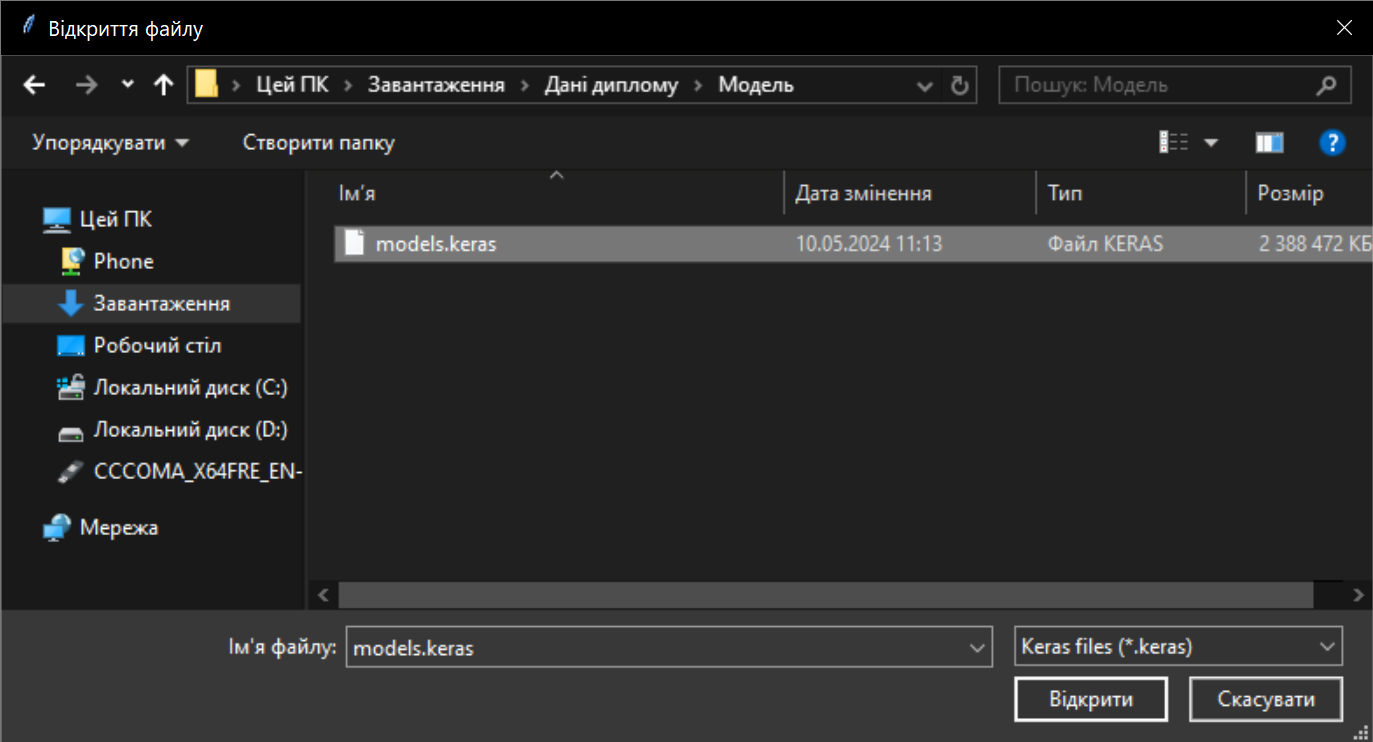 Відкриття файлу
Цей ПК Завантаження Дані диплому Модель Пошук: Модель
Упорядкувати Створити папку ?
Ім'я Дата змінення Тип Розмір
models.keras 10.05.2024 11:13 Файл KERAS 2 388 472 КБ
Цей ПК
Phone
Завантаження
Робочий стіл
Локальний диск (C:)
Локальний диск (D:)
CCCOMA_X64FRE_EN-
Мережа
Ім'я файлу: models.keras Keras files (*.keras)
Відкрити Скасувати